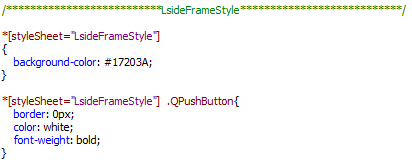 /**************************LsideFrameStyle***************************/
*[styleSheet="LsideFrameStyle"]
{
background-color: #17203A;
}
*[styleSheet="LsideFrameStyle"] .QPushButton{
border: 0px;
color: white;
font-weight: bold;
}